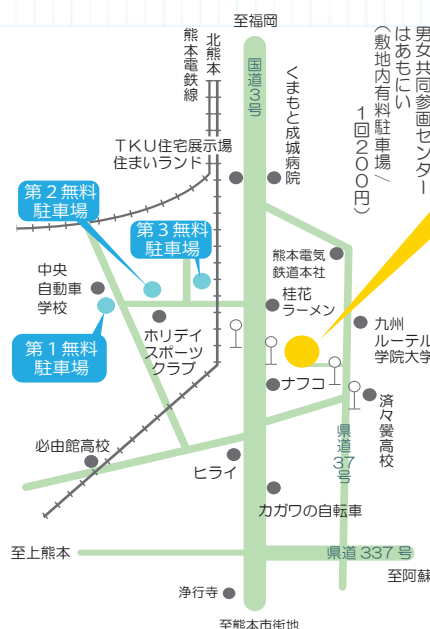 至福岡
男女共同参画センター
はあもにい
（敷地内有料駐車場／
１回２００円）
北熊本
熊本電鉄線
国道3号
くまもと成城病院
ＴＫＵ住宅展示場
住まいランド
第２無料
駐車場
第３無料
駐車場
熊本電気
鉄道本社
中央
自動車
学校
桂花
ラーメン
九州
ルーテル
学院大学
第１無料
駐車場
ホリデイ
スポーツ
クラブ
ナフコ
済々黌高校
必由館高校
県道37号
ヒライ
カガワの自転車
至上熊本
県道 337 号
至阿蘇
浄行寺
至熊本市街地